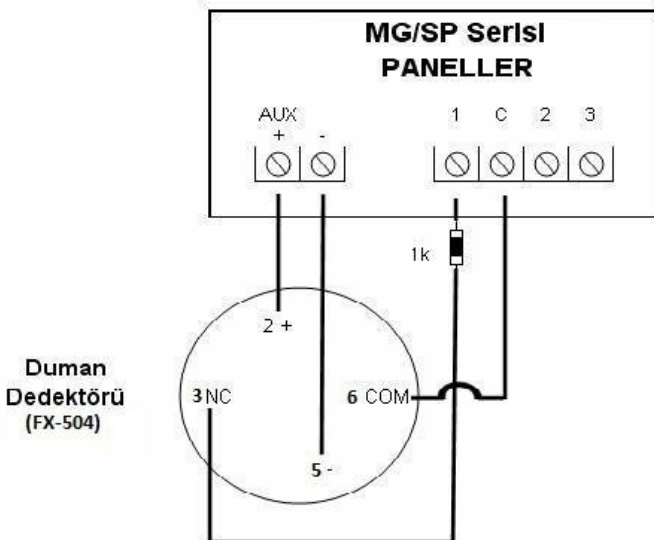 MG/SP Serisi
PANELLER
AUX
+ -
1 C 2 3
1k
2 +
3 NC
6 COM
5 -
Duman
Dedektörü
(FX-504)